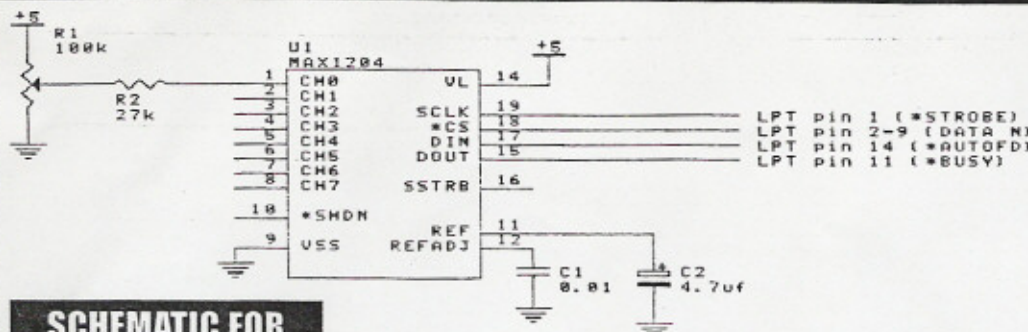 +5
R1
100k
R2
27k
U1
MAX1204
+5
1 CH0
2 CH1
3 CH2
4 CH3
5 CH4
6 CH5
7 CH6
8 CH7
10 *SHDN
9 VSS
VL 14
SCLK 19
*CS 18
DIN 17
DOUT 15
SSTRB 16
REF 11
REFADJ 12
LPT pin 1 (*STROBE)
LPT pin 2-9 (DATA N)
LPT pin 14 (*AUTOFD)
LPT pin 11 (*BUSY)
C1
0.01
+
C2
4.7uf
SCHEMATIC FOR